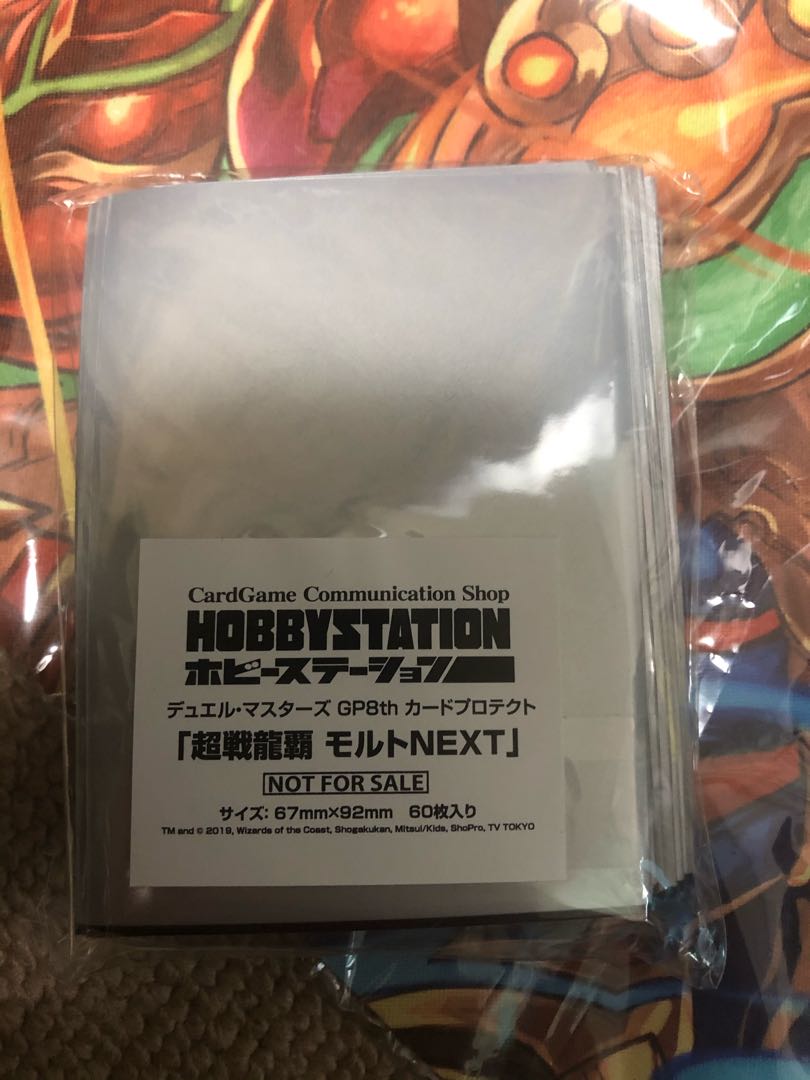 CardGame Communication Shop
HOBBYSTATION
ホビーステーション
デュエル・マスターズ GP8th カードプロテクト
「超戦龍覇 モルトNEXT」
NOT FOR SALE
サイズ: 67mm×92mm 60枚入り
TM and © 2019, Wizards of the Coast, Shogakukan, Mitsui/Kids, ShoPro, TV TOKYO